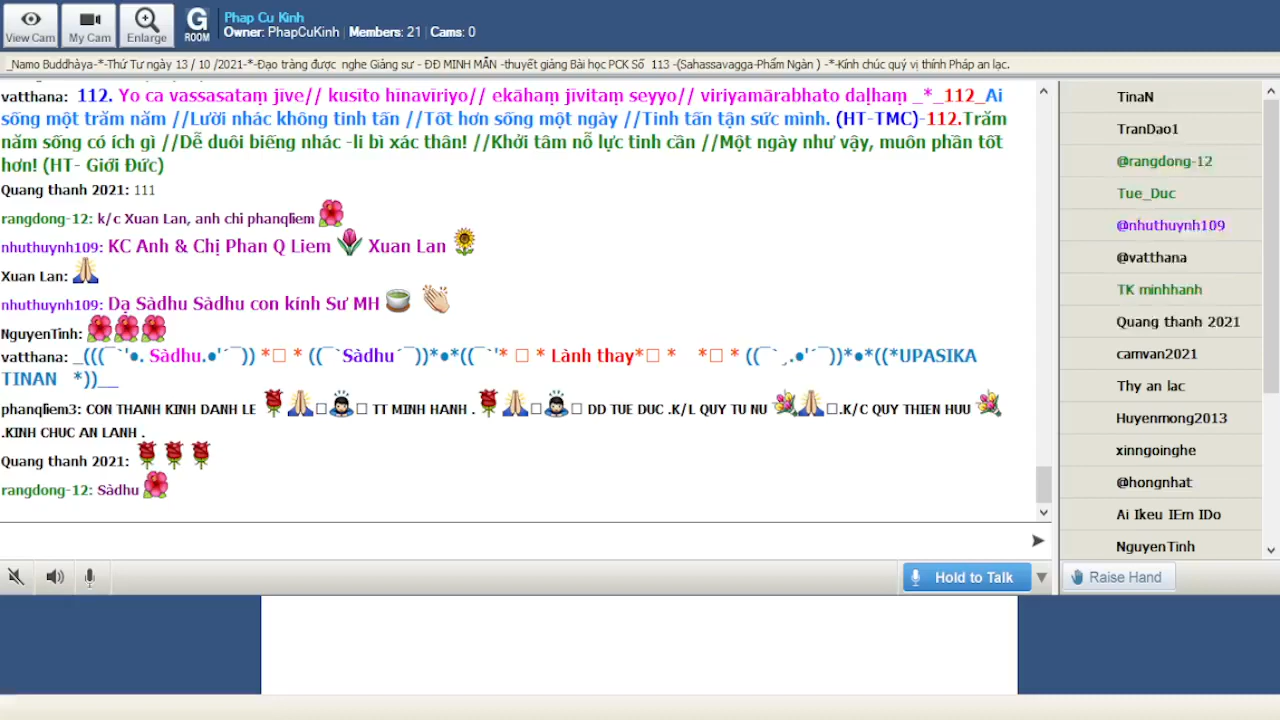 View Cam
My Cam
Enlarge
G
ROOM
Phap Cu Kinh
Owner: PhapCuKinh | Members: 21 | Cams: 0
_Namo Buddhàya-*-Thứ Tư ngày 13 / 10 /2021-*-Đạo tràng được nghe Giảng sư - ĐĐ MINH MẪN -thuyết giảng Bài học PCK Số 113 -(Sahassavagga-Phẩm Ngàn ) -*-Kính chúc quý vị thính Pháp an lạc.
vatthana: 112. Yo ca vassasataṃ jīve// kusīto hīnavīriyo// ekāhaṃ jīvitaṃ seyyo// viriyamārabhato daḷhaṃ _*_112_Ai
sống một trăm năm //Lười nhác không tinh tấn //Tốt hơn sống một ngày //Tinh tấn tận sức mình. (HT-TMC)-112.Trăm
năm sống có ích gì //Dễ duôi biếng nhác -li bì xác thân! //Khởi tâm nỗ lực tinh cần //Một ngày như vậy, muôn phần tốt
hơn! (HT- Giới Đức)
Quang thanh 2021: 111
rangdong-12: k/c Xuan Lan, anh chi phanqliem
nhuthuynh109: KC Anh & Chị Phan Q Liem Xuan Lan
Xuan Lan:
nhuthuynh109: Dạ Sàdhu Sàdhu con kính Sư MH
NguyenTinh:
vatthana: _(((¯`'•. Sàdhu.•'´¯)) *□ * ((¯`Sàdhu´¯))*•*((¯`'* □ * Lành thay*□ * *□ * ((¯`¸.•'´¯))*•*((*UPASIKA
TINAN *))__
phanqliem3: CON THANH KINH DANH LE □□ TT MINH HANH . □□ DD TUE DUC .K/L QUY TU NU □.K/C QUY THIEN HUU
.KINH CHUC AN LANH .
Quang thanh 2021:
rangdong-12: Sàdhu
Hold to Talk
TinaN
TranDao1
@rangdong-12
Tue_Duc
@nhuthuynh109
@vatthana
TK minhhanh
Quang thanh 2021
camvan2021
Thy an lac
Huyenmong2013
xinngoinghe
@hongnhat
Ai Ikeu IEm IDo
NguyenTinh
Raise Hand